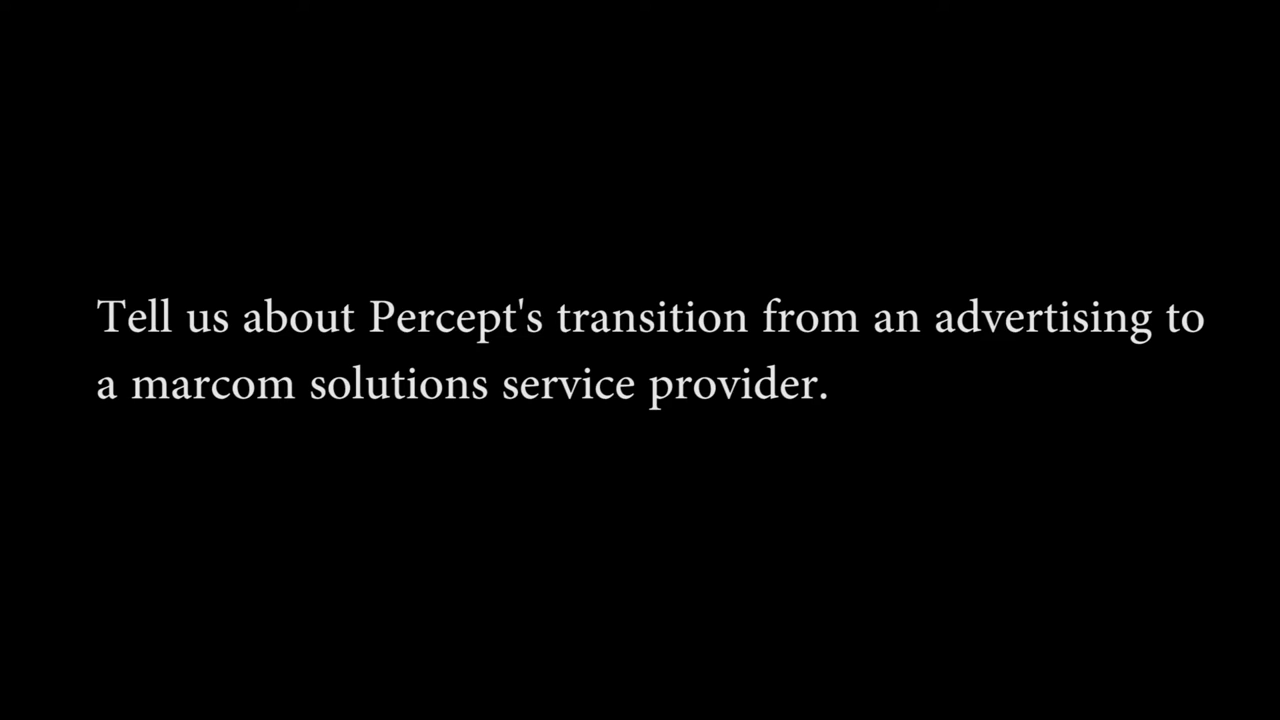 Tell us about Percept's transition from an advertising to
a marcom solutions service provider.